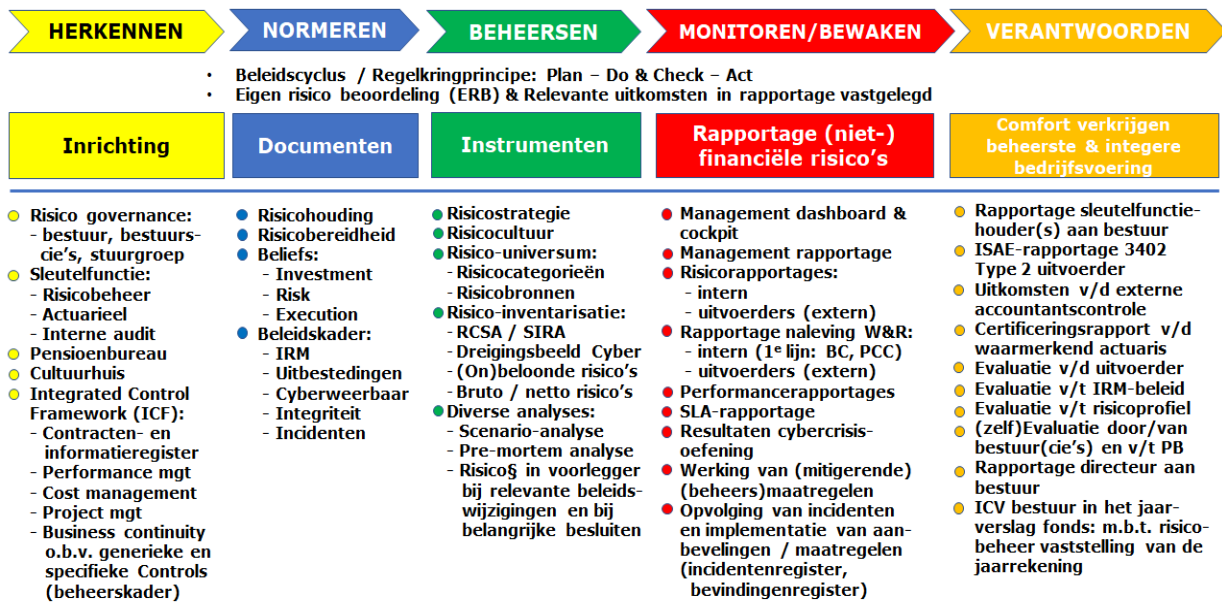 HERKENNEN
NORMEREN
BEHEERSEN
MONITOREN/BEWAKEN
VERANTWOORDEN
• Beleidscyclus / Regelkringprincipe: Plan – Do & Check – Act
• Eigen risico beoordeling (ERB) & Relevante uitkomsten in rapportage vastgelegd
Inrichting
Documenten
Instrumenten
Rapportage (niet-)
financiële risico's
Comfort verkrijgen
beheerste & integere
bedrijfsvoering
Risico governance:
- bestuur, bestuurs-
cie's, stuurgroep
Sleutelfunctie:
- Risicobeheer
- Actuarieel
- Interne audit
Pensioenbureau
Cultuurhuis
Integrated Control
Framework (ICF):
- Contracten- en
informatieregister
- Performance mgt
- Cost management
- Project mgt
- Business continuity
o.b.v. generieke en
specifieke Controls
(beheerskader)
Risicohouding
Risicobereidheid
Beliefs:
- Investment
- Risk
- Execution
Beleidskader:
- IRM
- Uitbestedingen
- Cyberweerbaar
- Integriteit
- Incidenten
Risicostrategie
Risicocultuur
Risico-universum:
- Risicocategorieën
- Risicobronnen
Risico-inventarisatie:
- RCSA / SIRA
- Dreigingsbeeld Cyber
- (On)beloonde risico's
- Bruto / netto risico's
Diverse analyses:
- Scenario-analyse
- Pre-mortem analyse
- Risico§ in voorlegger
bij relevante beleids-
wijzigingen en bij
belangrijke besluiten
Management dashboard &
cockpit
Management rapportage
Risicorapportages:
- intern
- uitvoerders (extern)
Rapportage naleving W&R:
- intern (1e lijn: BC, PCC)
- uitvoerders (extern)
Performancerapportages
SLA-rapportage
Resultaten cybercrisis-
oefening
Werking van (mitigerende)
(beheers)maatregelen
Opvolging van incidenten
en implementatie van aan-
bevelingen / maatregelen
(incidentenregister,
bevindingenregister)
Rapportage sleutelfunctie-
houder(s) aan bestuur
ISAE-rapportage 3402
Type 2 uitvoerder
Uitkomsten v/d externe
accountantscontrole
Certificeringsrapport v/d
waarmerkend actuaris
Evaluatie v/d uitvoerder
Evaluatie v/t IRM-beleid
Evaluatie v/t risicoprofiel
(zelf)Evaluatie door/van
bestuur(cie's) en v/t PB
Rapportage directeur aan
bestuur
ICV bestuur in het jaar-
verslag fonds: m.b.t. risico-
beheer vaststelling van de
jaarrekening